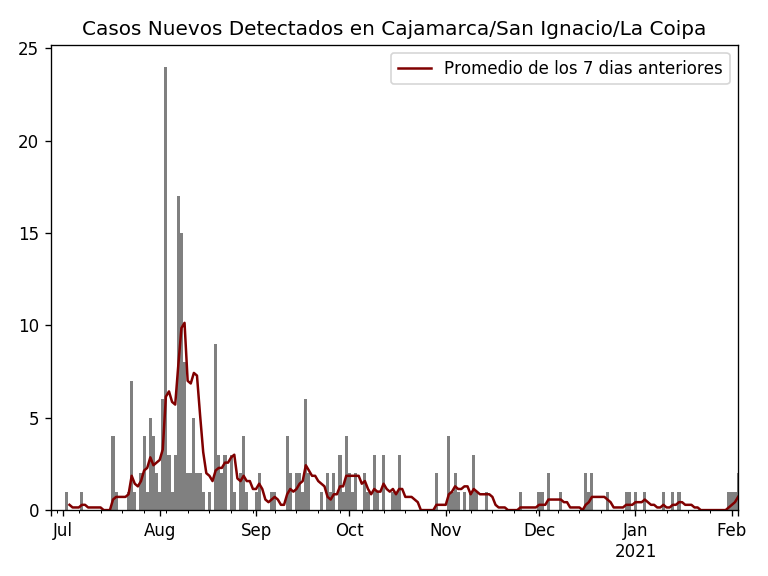 Casos Nuevos Detectados en Cajamarca/San Ignacio/La Coipa
Promedio de los 7 dias anteriores
25
20
15
10
5
0
Jul Aug Sep Oct Nov Dec Jan Feb
2021